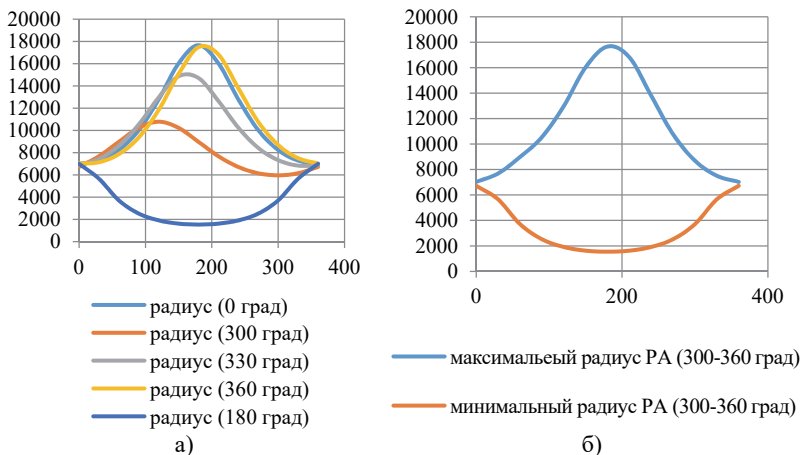 20000
18000
16000
14000
12000
10000
8000
6000
4000
2000
0
0 100 200 300 400
радиус (0 град)
радиус (300 град)
радиус (330 град)
радиус (360 град)
радиус (180 град)
а)
20000
18000
16000
14000
12000
10000
8000
6000
4000
2000
0
0 200 400
максимальеый радиус РА (300-360 град)
минимальный радиус РА (300-360 град)
б)